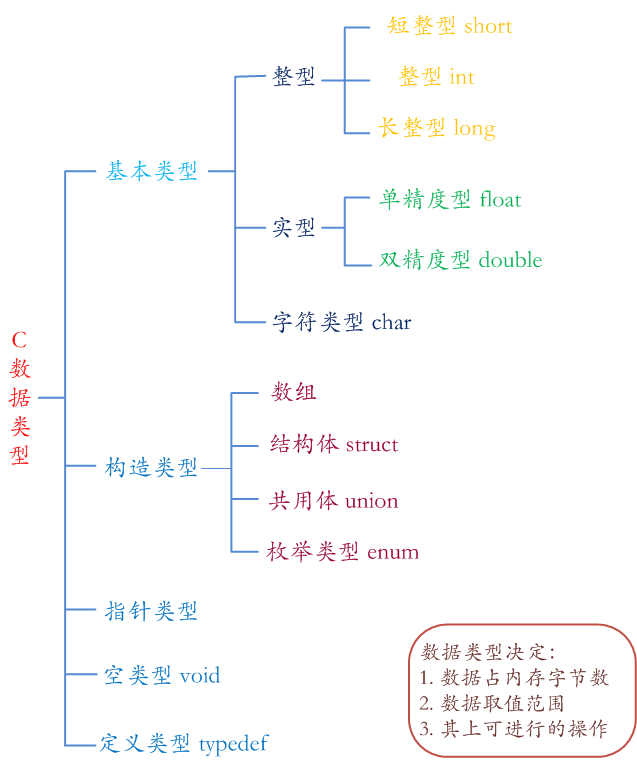 C数据类型
基本类型
整型
短整型 short
整型 int
长整型 long
实型
单精度型 float
双精度型 double
字符类型 char
构造类型
数组
结构体 struct
共用体 union
枚举类型 enum
指针类型
空类型 void
定义类型 typedef
数据类型决定：
1. 数据占内存字节数
2. 数据取值范围
3. 其上可进行的操作